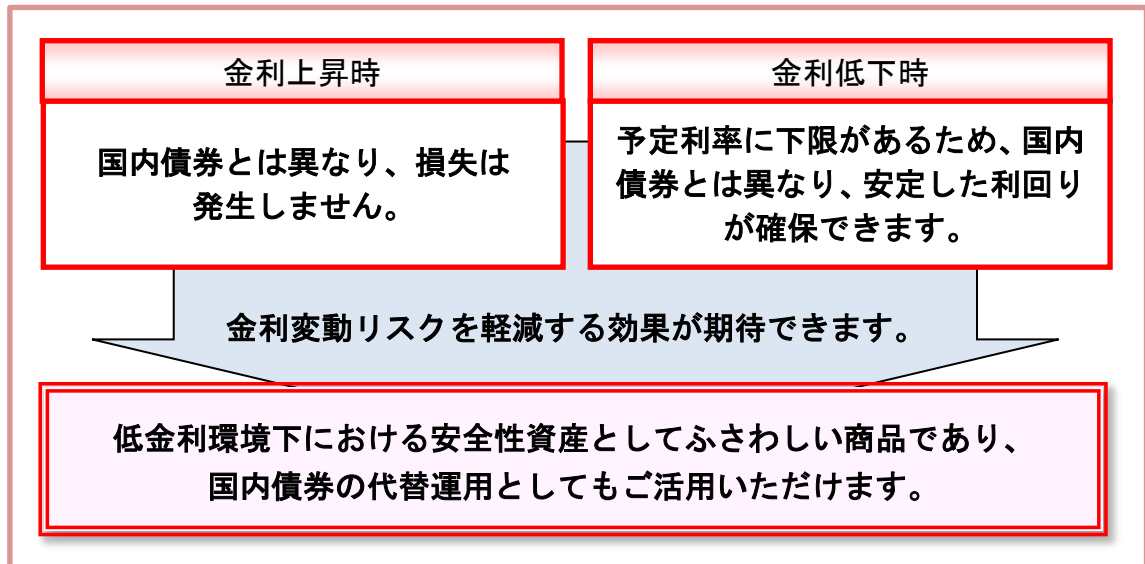 金利上昇時
国内債券とは異なり、損失は
発生しません。
金利低下時
予定利率に下限があるため、国内
債券とは異なり、安定した利回り
が確保できます。
金利変動リスクを軽減する効果が期待できます。
低金利環境下における安全性資産としてふさわしい商品であり、
国内債券の代替運用としてもご活用いただけます。